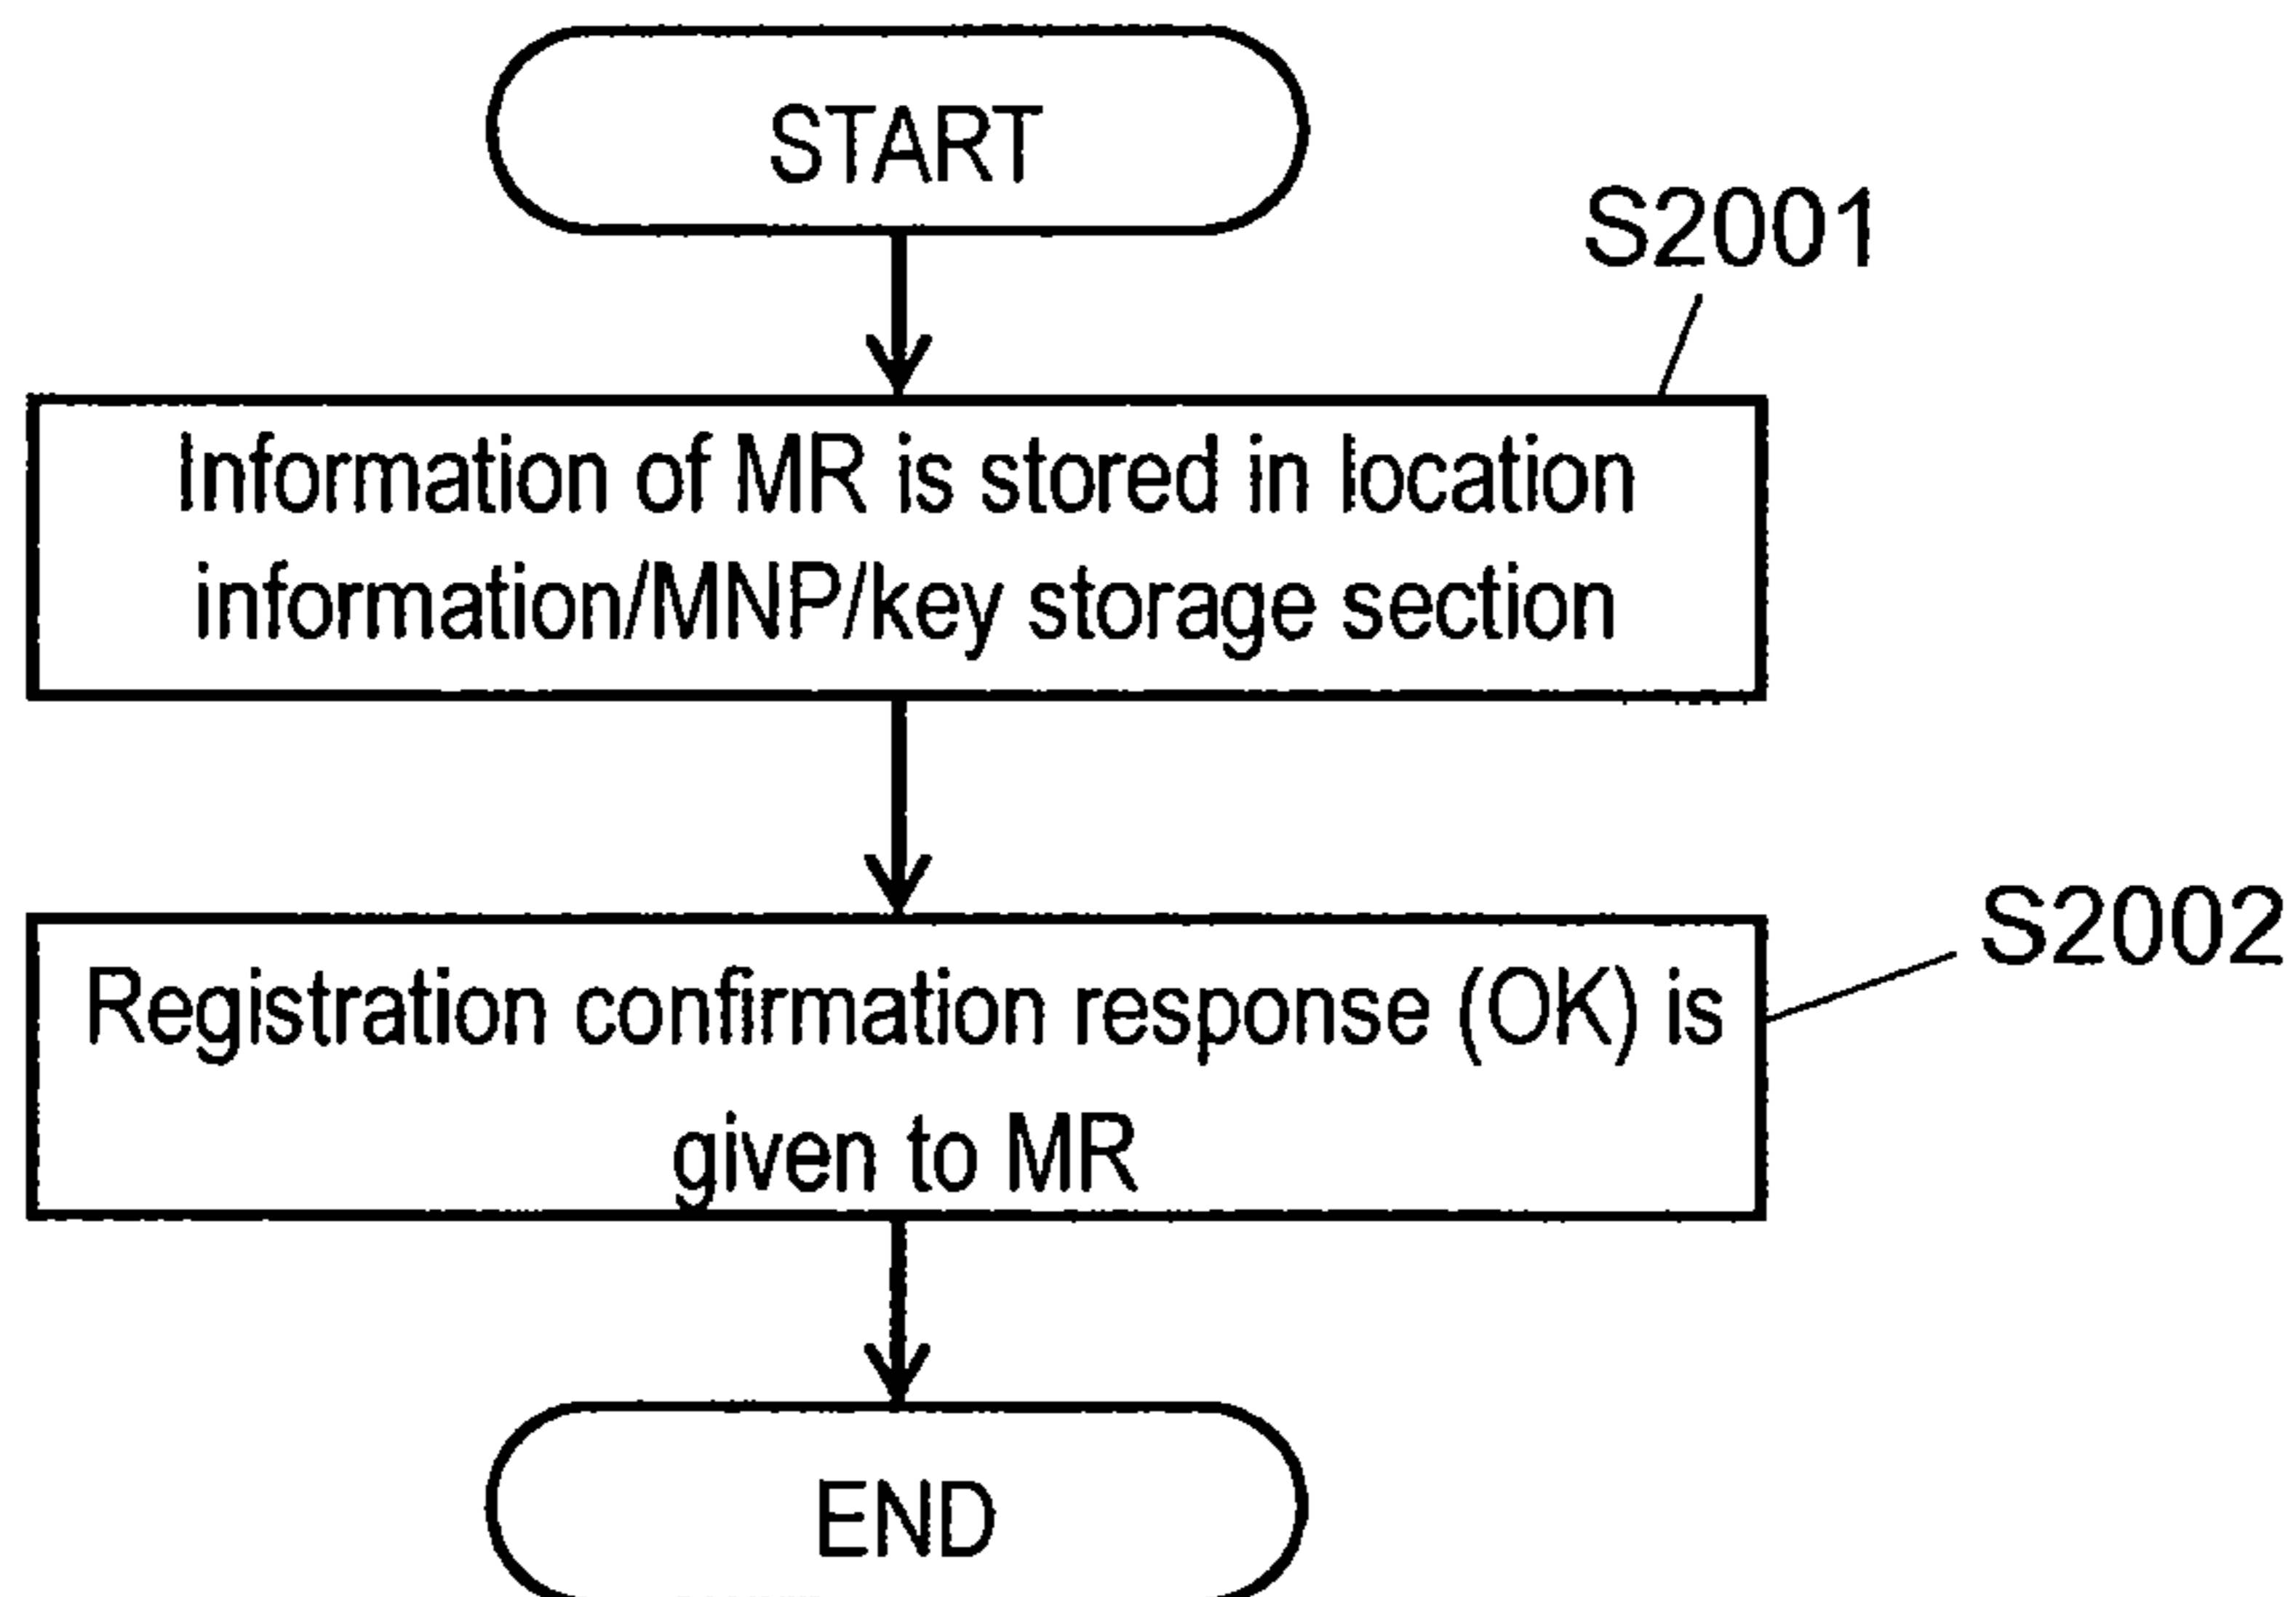 START
S2001
Information of MR is stored in location
information/MNP/key storage section
S2002
Registration confirmation response (OK) is
given to MR
END